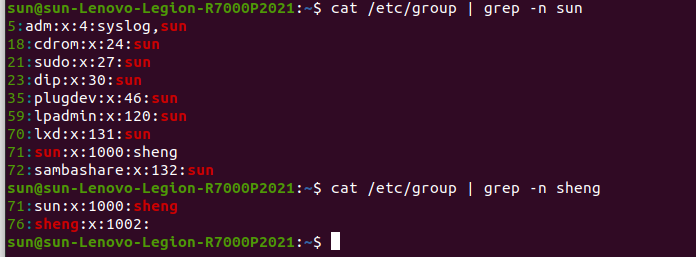 sun@sun-Lenovo-Legion-R7000P2021:~$ cat /etc/group | grep -n sun
5:adm:x:4:syslog,sun
18:cdrom:x:24:sun
21:sudo:x:27:sun
23:dip:x:30:sun
35:plugdev:x:46:sun
59:lpadmin:x:120:sun
70:lxd:x:131:sun
71:sun:x:1000:sheng
72:sambashare:x:132:sun
sun@sun-Lenovo-Legion-R7000P2021:~$ cat /etc/group | grep -n sheng
71:sun:x:1000:sheng
76:sheng:x:1002:
sun@sun-Lenovo-Legion-R7000P2021:~$